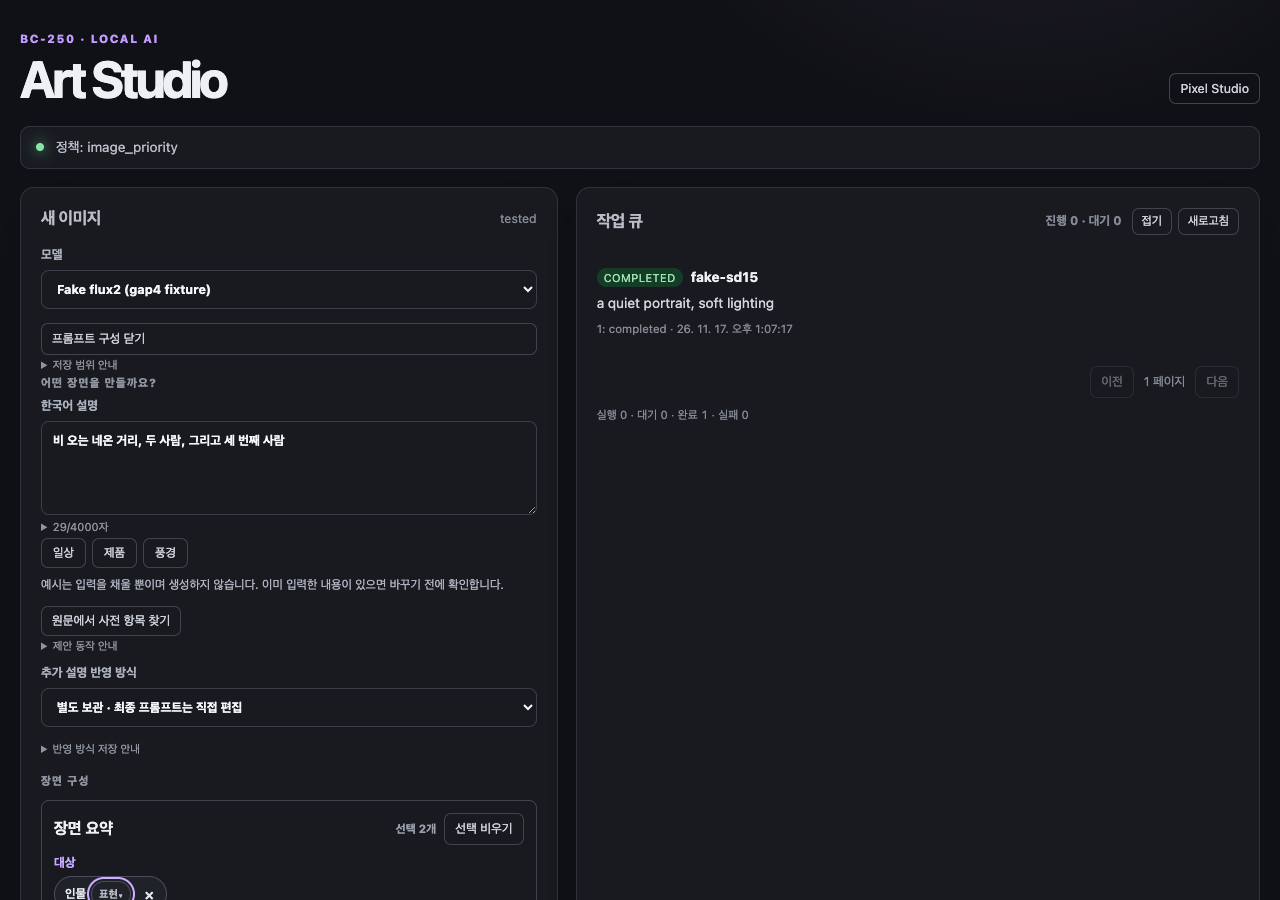 BC-250 · LOCAL AI
Art Studio
Pixel Studio
정책: image_priority
새 이미지
tested
모델
Fake flux2 (gap4 fixture)
프롬프트 구성 닫기
▶ 저장 범위 안내
어떤 장면을 만들까요?
한국어 설명
비 오는 네온 거리, 두 사람, 그리고 세 번째 사람
▶ 29/4000자
일상 제품 풍경
예시는 입력을 채울 뿐이며 생성하지 않습니다. 이미 입력한 내용이 있으면 바꾸기 전에 확인합니다.
원문에서 사전 항목 찾기
▶ 제안 동작 안내
추가 설명 반영 방식
별도 보관 · 최종 프롬프트는 직접 편집
▶ 반영 방식 저장 안내
장면 구성
장면 요약
선택 2개 선택 비우기
대상
인물 표현▾ ×
작업 큐
진행 0 · 대기 0 접기 새로고침
COMPLETED fake-sd15
a quiet portrait, soft lighting
1: completed · 26. 11. 17. 오후 1:07:17
이전 1 페이지 다음
실행 0 · 대기 0 · 완료 1 · 실패 0